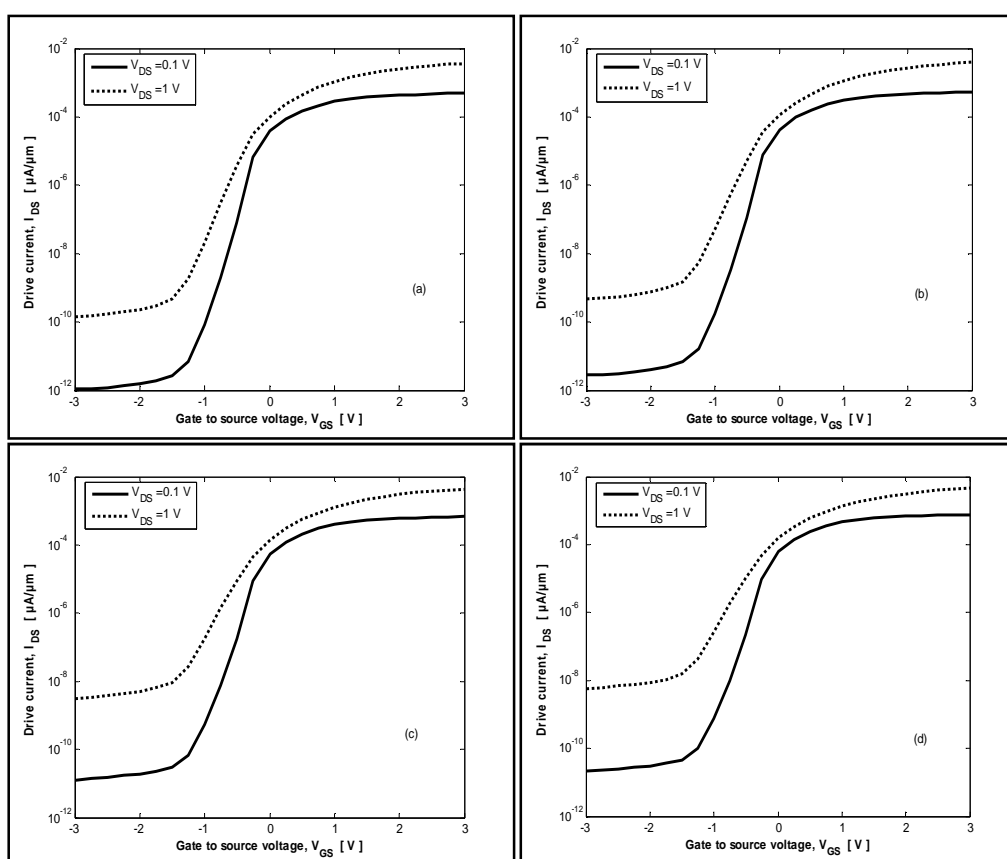 10⁻²
10⁻⁴
10⁻⁶
10⁻⁸
10⁻¹⁰
10⁻¹²
Drive current, I_DS [ µA/µm]
V_DS =0.1 V
V_DS =1 V
(a)
-3 -2 -1 0 1 2 3
Gate to source voltage, V_GS [ V ]
10⁻²
10⁻⁴
10⁻⁶
10⁻⁸
10⁻¹⁰
10⁻¹²
Drive current, I_DS [ µA/µm]
V_DS =0.1 V
V_DS =1 V
(b)
-3 -2 -1 0 1 2 3
Gate to source voltage, V_GS [ V ]
10⁻²
10⁻⁴
10⁻⁶
10⁻⁸
10⁻¹⁰
10⁻¹²
Drive current, I_DS [ µA/µm]
V_DS =0.1 V
V_DS =1 V
(c)
-3 -2 -1 0 1 2 3
Gate to source voltage, V_GS [ V ]
10⁻²
10⁻⁴
10⁻⁶
10⁻⁸
10⁻¹⁰
10⁻¹²
Drive current, I_DS [ µA/µm]
V_DS =0.1 V
V_DS =1 V
(d)
-3 -2 -1 0 1 2 3
Gate to source voltage, V_GS [ V ]